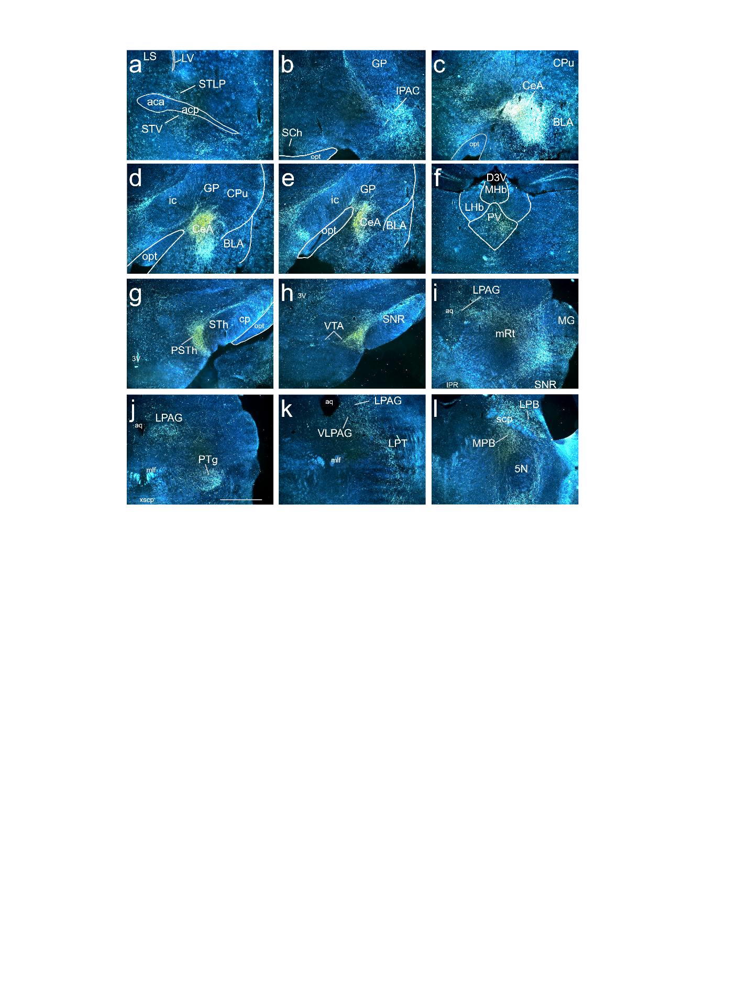 a
LS
LV
STLP
aca
acp
STV
b
GP
IPAC
SCh
opt
c
CPu
CeA
BLA
opt
d
GP
CPu
ic
CeA
BLA
opt
e
GP
ic
CeA
BLA
opt
f
D3V
MHb
LHb
PV
g
STh
cp
opt
PSTh
3V
h
3V
SNR
VTA
i
LPAG
aq
MG
mRt
IPR
SNR
j
LPAG
aq
PTg
mlf
xscp
k
aq
LPAG
VLPAG
LPT
mlf
l
LPB
scp
MPB
5N